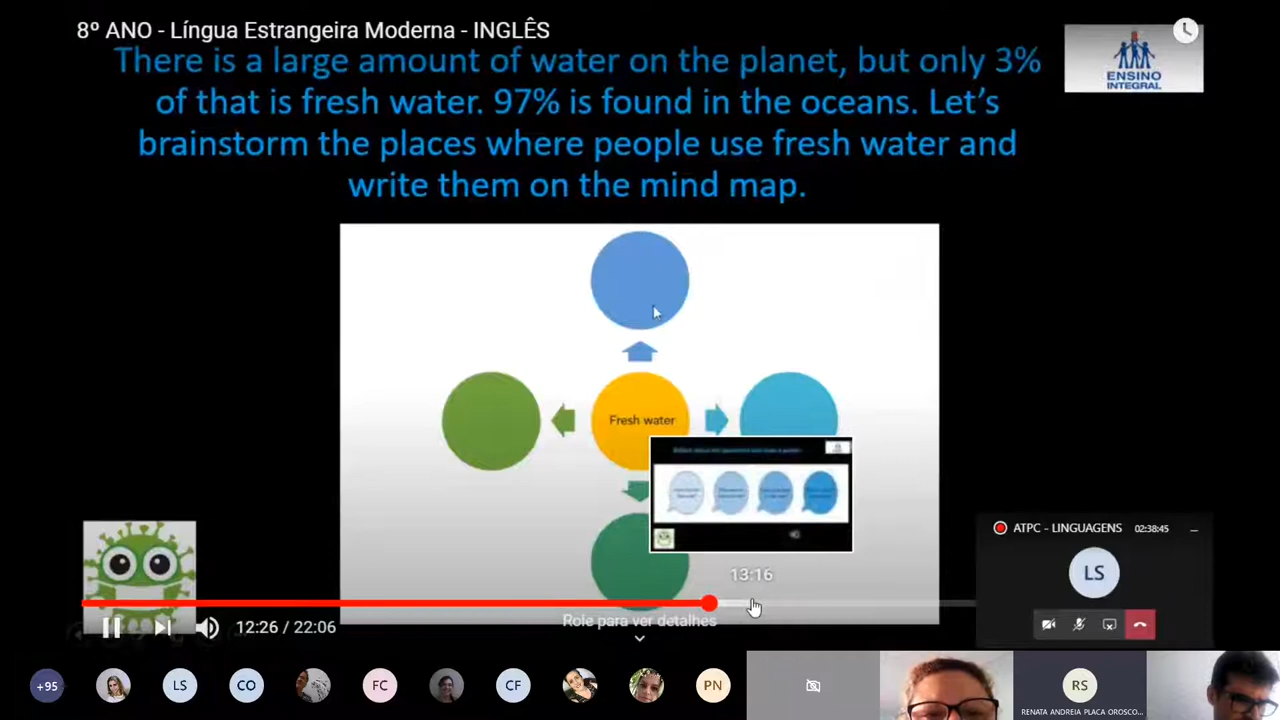 8º ANO - Língua Estrangeira Moderna - INGLÊS
There is a large amount of water on the planet, but only 3%
of that is fresh water. 97% is found in the oceans. Let's
brainstorm the places where people use fresh water and
write them on the mind map.
ENSINO
INTEGRAL
Fresh water
13:16
12:26 / 22:06
Role para ver detalhes
ATPC - LINGUAGENS 02:38:45
LS
+95
LS
CO
FC
CF
PN
RS
RENATA ANDREIA PLACA OROSCO...